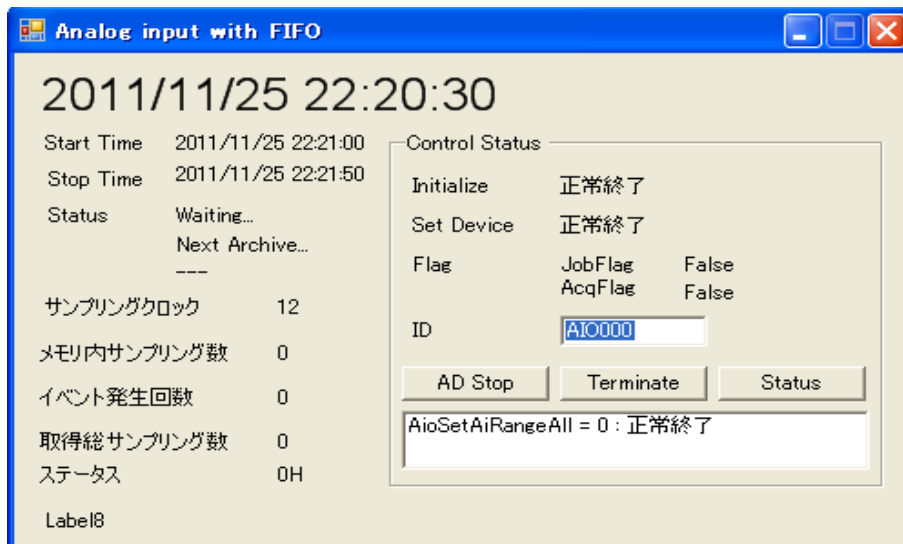 Analog input with FIFO
2011/11/25 22:20:30
Start Time 2011/11/25 22:21:00
Stop Time 2011/11/25 22:21:50
Status Waiting...
Next Archive...
---
サンプリングクロック 12
メモリ内サンプリング数 0
イベント発生回数 0
取得総サンプリング数 0
ステータス 0H
Label8
Control Status
Initialize 正常終了
Set Device 正常終了
Flag JobFlag False
AcqFlag False
ID AIO000
AD Stop Terminate Status
AioSetAiRangeAll = 0 : 正常終了